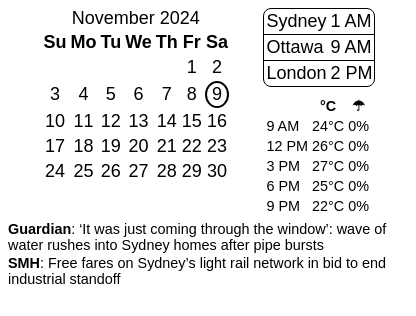 November 2024
Su Mo Tu We Th Fr Sa
1 2
3 4 5 6 7 8 9
10 11 12 13 14 15 16
17 18 19 20 21 22 23
24 25 26 27 28 29 30
Sydney 1 AM
Ottawa 9 AM
London 2 PM
°C ☂
9 AM 24°C 0%
12 PM 26°C 0%
3 PM 27°C 0%
6 PM 25°C 0%
9 PM 22°C 0%
Guardian: ‘It was just coming through the window’: wave of
water rushes into Sydney homes after pipe bursts
SMH: Free fares on Sydney’s light rail network in bid to end
industrial standoff